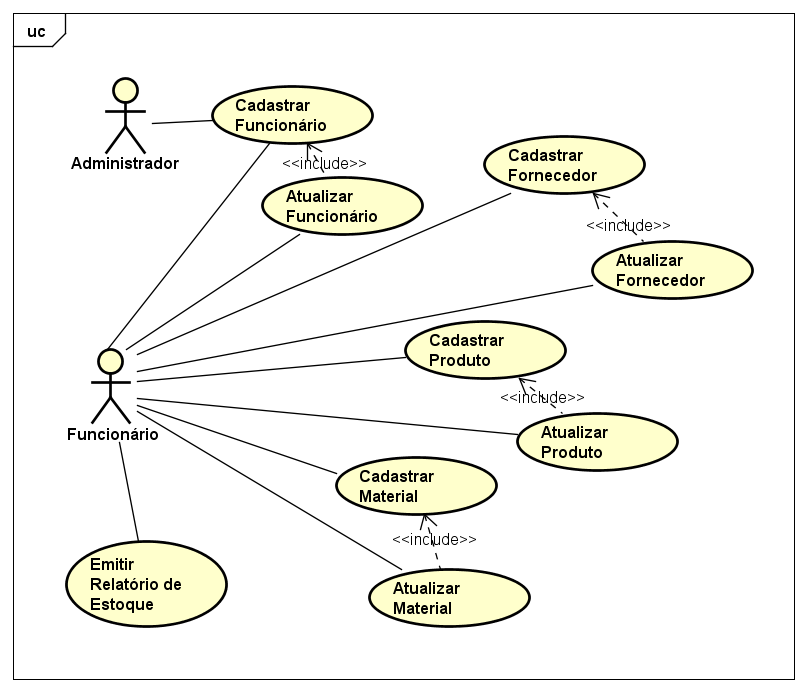 uc
Administrador
Cadastrar
Funcionário
<<include>>
Atualizar
Funcionário
Cadastrar
Fornecedor
<<include>>
Atualizar
Fornecedor
Cadastrar
Produto
<<include>>
Atualizar
Produto
Funcionário
Cadastrar
Material
<<include>>
Atualizar
Material
Emitir
Relatório de
Estoque